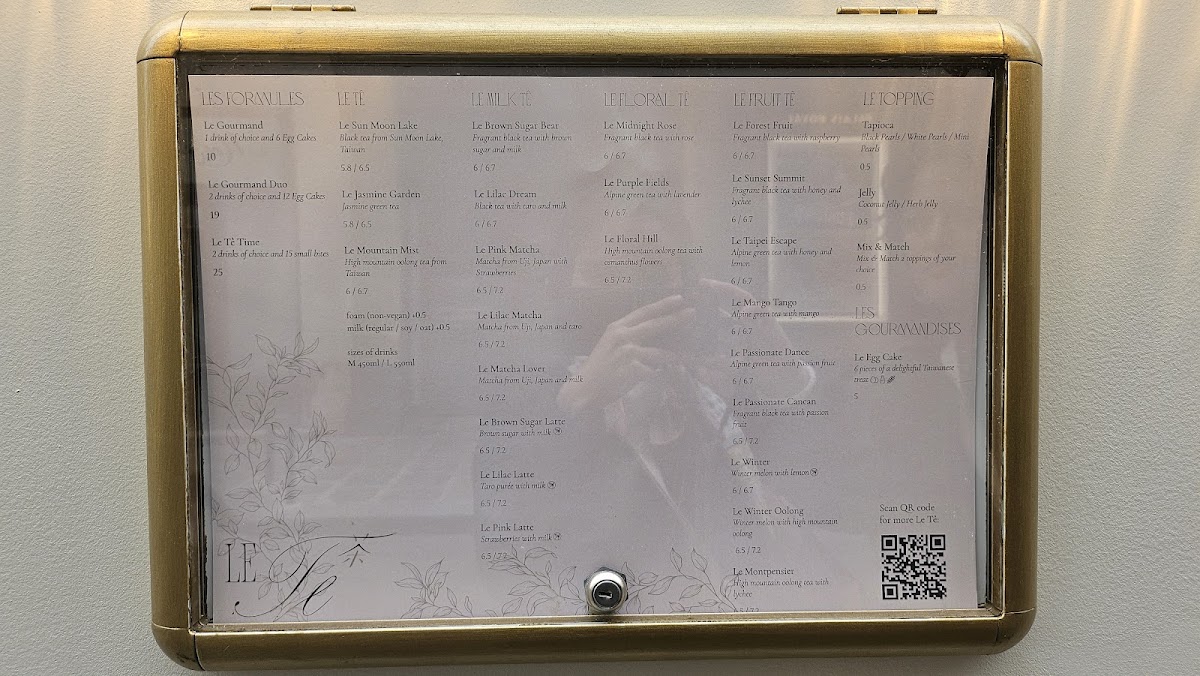 LES FORMULES
Le Gourmand
1 drink of choice and 6 Egg Cakes
10
Le Gourmand Duo
2 drinks of choice and 12 Egg Cakes
19
Le Tê Time
2 drinks of choice and 15 small bites
25
LE TÊ
Le Sun Moon Lake
Black tea from Sun Moon Lake,
Taiwan
5.8 / 6.5
Le Jasmine Garden
Jasmine green tea
5.8 / 6.5
Le Mountain Mist
High mountain oolong tea from
Taiwan
6 / 6.7
foam (non-vegan) +0.5
milk (regular / soy / oat) +0.5
sizes of drinks
M 450ml / L 550ml
LE MILK TÊ
Le Brown Sugar Bear
Fragrant black tea with brown
sugar and milk
6 / 6.7
Le Lilac Dream
Black tea with taro and milk
6 / 6.7
Le Pink Matcha
Matcha from Uji, Japan with
Strawberries
6.5 / 7.2
Le Lilac Matcha
Matcha from Uji, Japan and taro
6.5 / 7.2
Le Matcha Lover
Matcha from Uji, Japan and milk
6.5 / 7.2
Le Brown Sugar Latte
Brown sugar with milk
6.5 / 7.2
Le Lilac Latte
Taro purée with milk
6.5 / 7.2
Le Pink Latte
Strawberries with milk
6.5 / 7.2
LE FLORAL TÊ
Le Midnight Rose
Fragrant black tea with rose
6 / 6.7
Le Purple Fields
Alpine green tea with lavender
6 / 6.7
Le Floral Hill
High mountain oolong tea with
osmanthus flowers
6.5 / 7.2
LE FRUIT TÊ
Le Forest Fruit
Fragrant black tea with raspberry
6 / 6.7
Le Sunset Summit
Fragrant black tea with honey and
lychee
6 / 6.7
Le Taipei Escape
Alpine green tea with honey and
lemon
6 / 6.7
Le Mango Tango
Alpine green tea with mango
6 / 6.7
Le Passionate Dance
Alpine green tea with passion fruit
6 / 6.7
Le Passionate Cancan
Fragrant black tea with passion
fruit
6.5 / 7.2
Le Winter
Winter melon with lemon
6 / 6.7
Le Winter Oolong
Winter melon with high mountain
oolong
6.5 / 7.2
Le Montpensier
High mountain oolong tea with
lychee
6.5 / 7.2
LE TOPPING
Tapioca
Black Pearls / White Pearls / Mini
Pearls
0.5
Jelly
Coconut Jelly / Herb Jelly
0.5
Mix & Match
Mix & Match 2 toppings of your
choice
0.5
LES
GOURMANDISES
Le Egg Cake
6 pieces of a delightful Taiwanese
treat
5
Scan QR code
for more Le Tê:
LE Tê